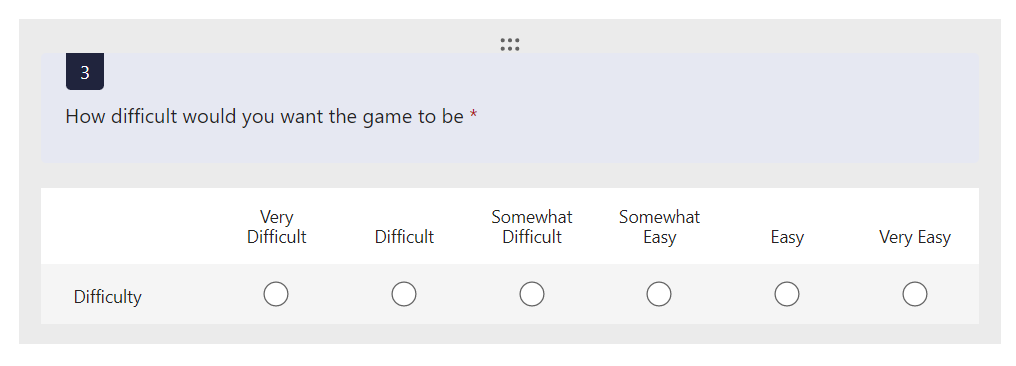 3
How difficult would you want the game to be *
Very Difficult
Difficult
Somewhat Difficult
Somewhat Easy
Easy
Very Easy
Difficulty